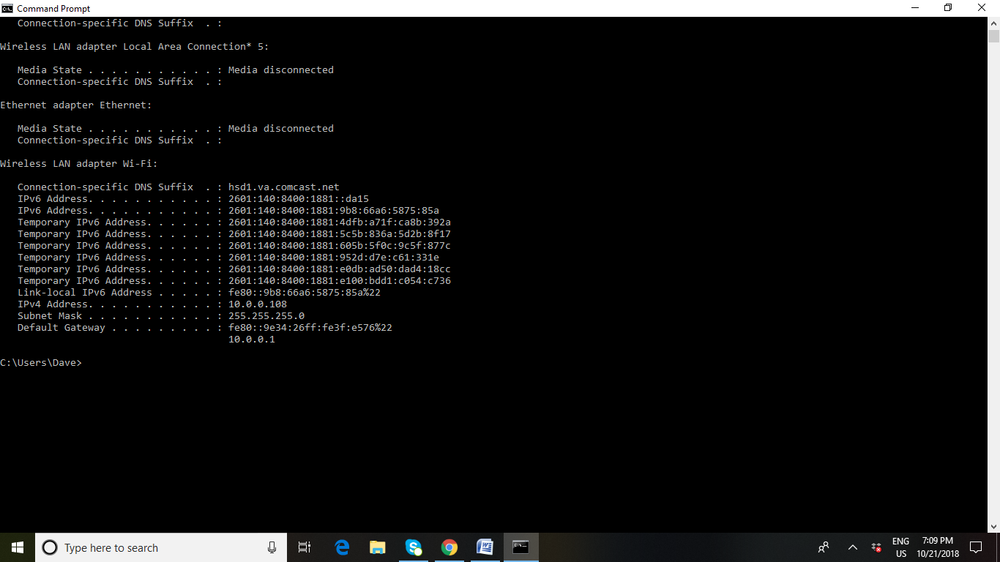 Command Prompt
Connection-specific DNS Suffix  . :
Wireless LAN adapter Local Area Connection* 5:
Media State . . . . . . . . . . . : Media disconnected
Connection-specific DNS Suffix  . :
Ethernet adapter Ethernet:
Media State . . . . . . . . . . . : Media disconnected
Connection-specific DNS Suffix  . :
Wireless LAN adapter Wi-Fi:
Connection-specific DNS Suffix  . : hsd1.va.comcast.net
IPv6 Address. . . . . . . . . . . : 2601:140:8400:1881::da15
IPv6 Address. . . . . . . . . . . : 2601:140:8400:1881:9b8:66a6:5875:85a
Temporary IPv6 Address. . . . . . : 2601:140:8400:1881:4dfb:a71f:ca8b:392a
Temporary IPv6 Address. . . . . . : 2601:140:8400:1881:5c5b:836a:5d2b:8f17
Temporary IPv6 Address. . . . . . : 2601:140:8400:1881:605b:5f0c:9c5f:877c
Temporary IPv6 Address. . . . . . : 2601:140:8400:1881:952d:d7e:c61:331e
Temporary IPv6 Address. . . . . . : 2601:140:8400:1881:e0db:ad50:dad4:18cc
Temporary IPv6 Address. . . . . . : 2601:140:8400:1881:e100:bdd1:c054:c736
Link-local IPv6 Address . . . . . : fe80::9b8:66a6:5875:85a%22
IPv4 Address. . . . . . . . . . . : 10.0.0.108
Subnet Mask . . . . . . . . . . . : 255.255.255.0
Default Gateway . . . . . . . . . : fe80::9e34:26ff:fe3f:e576%22
10.0.0.1
C:\Users\Dave>
Type here to search
ENG
US
7:09 PM
10/21/2018